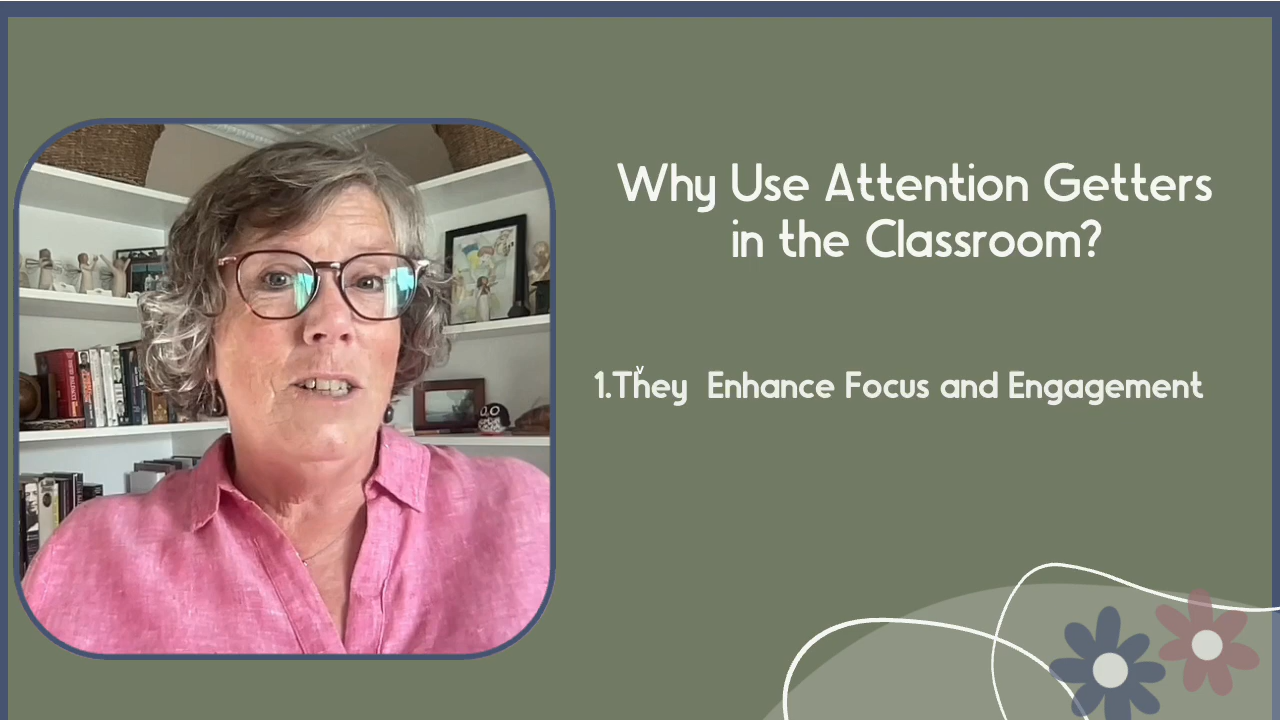 Why Use Attention Getters
in the Classroom?
1.They Enhance Focus and Engagement